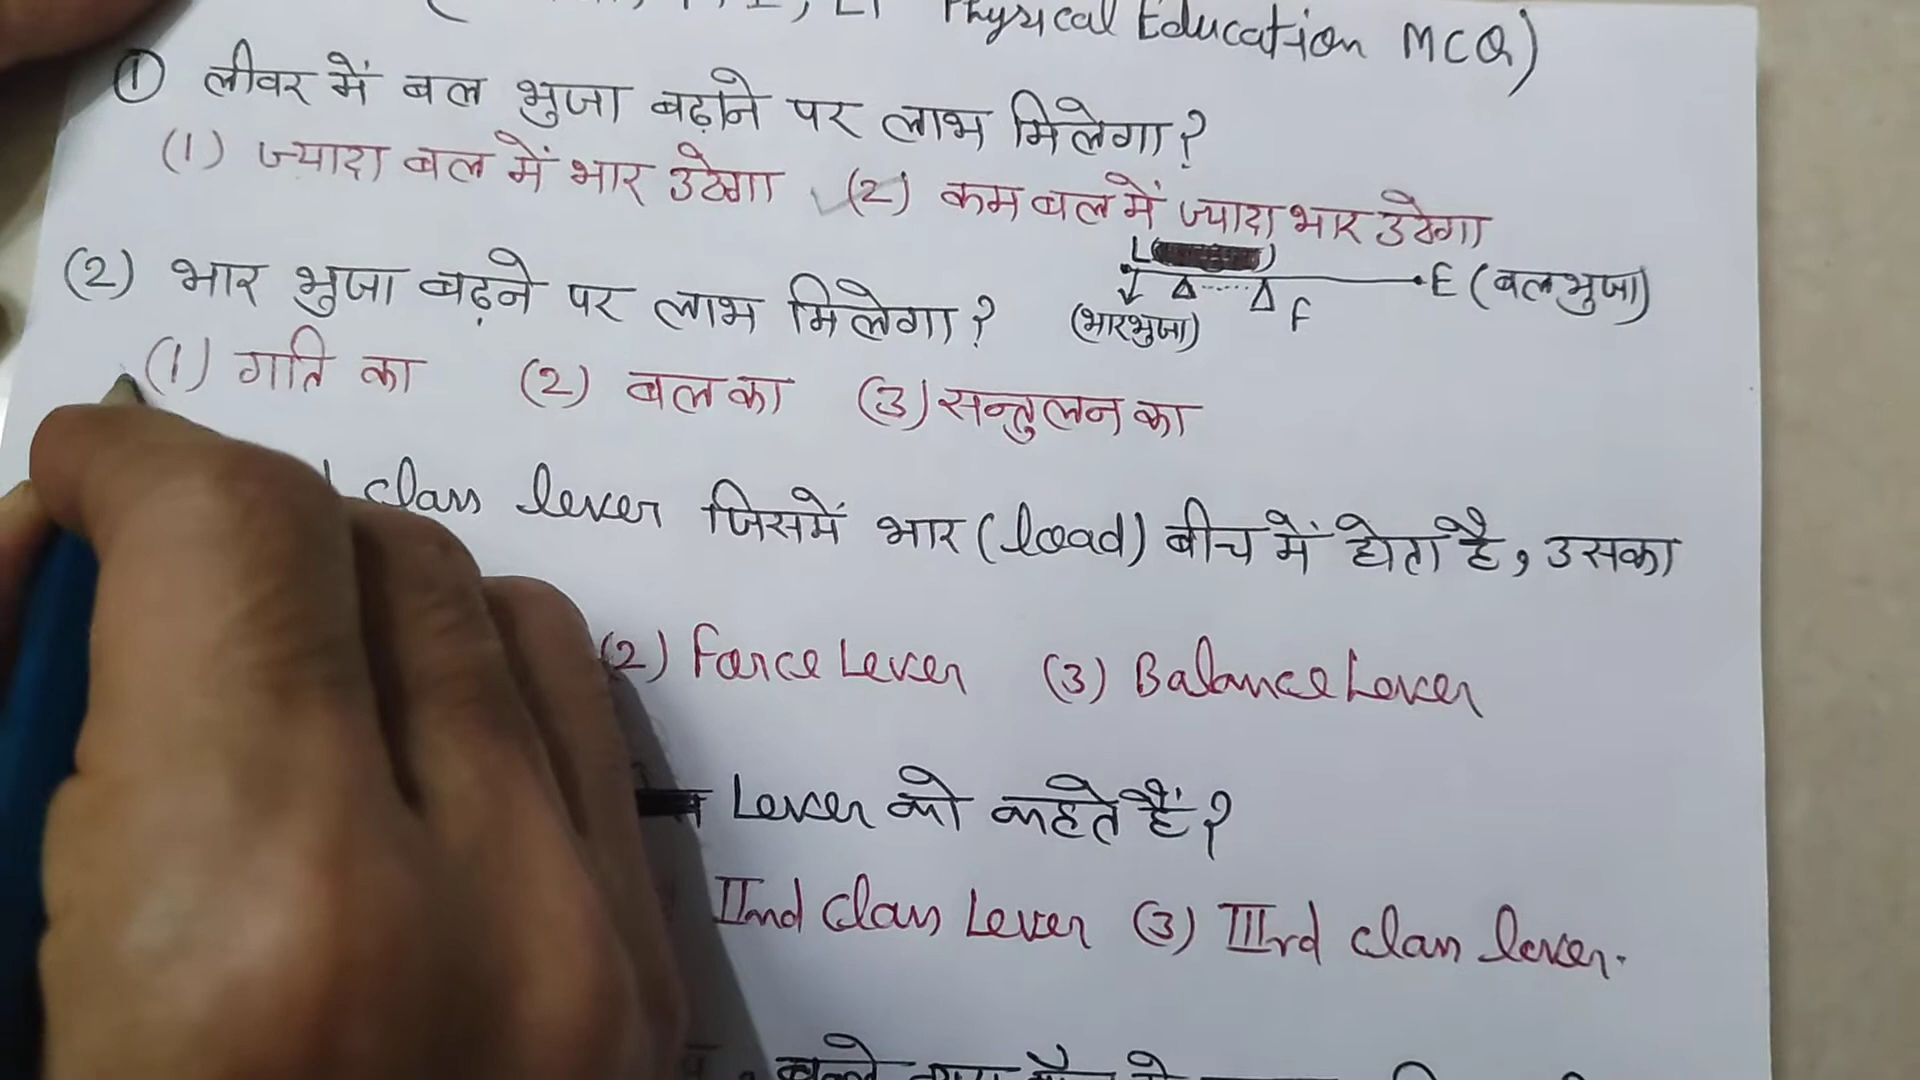 Physical Education MCQ)
① लीवर में बल भुजा बढ़ाने पर लाभ मिलेगा?
(1) ज्यादा बल में भार उठेगा (2) कम बल में ज्यादा भार उठेगा
L( )
E (बलभुजा)
(भारभुजा)
F
(2) भार भुजा बढ़ने पर लाभ मिलेगा?
(1) गति का (2) बल का (3) सन्तुलन का
class lever जिसमें भार (load) बीच में होता है, उसका
(2) Force Lever (3) Balance Lever
Lever को कहते हैं?
IInd Class Lever (3) IIIrd class lever.